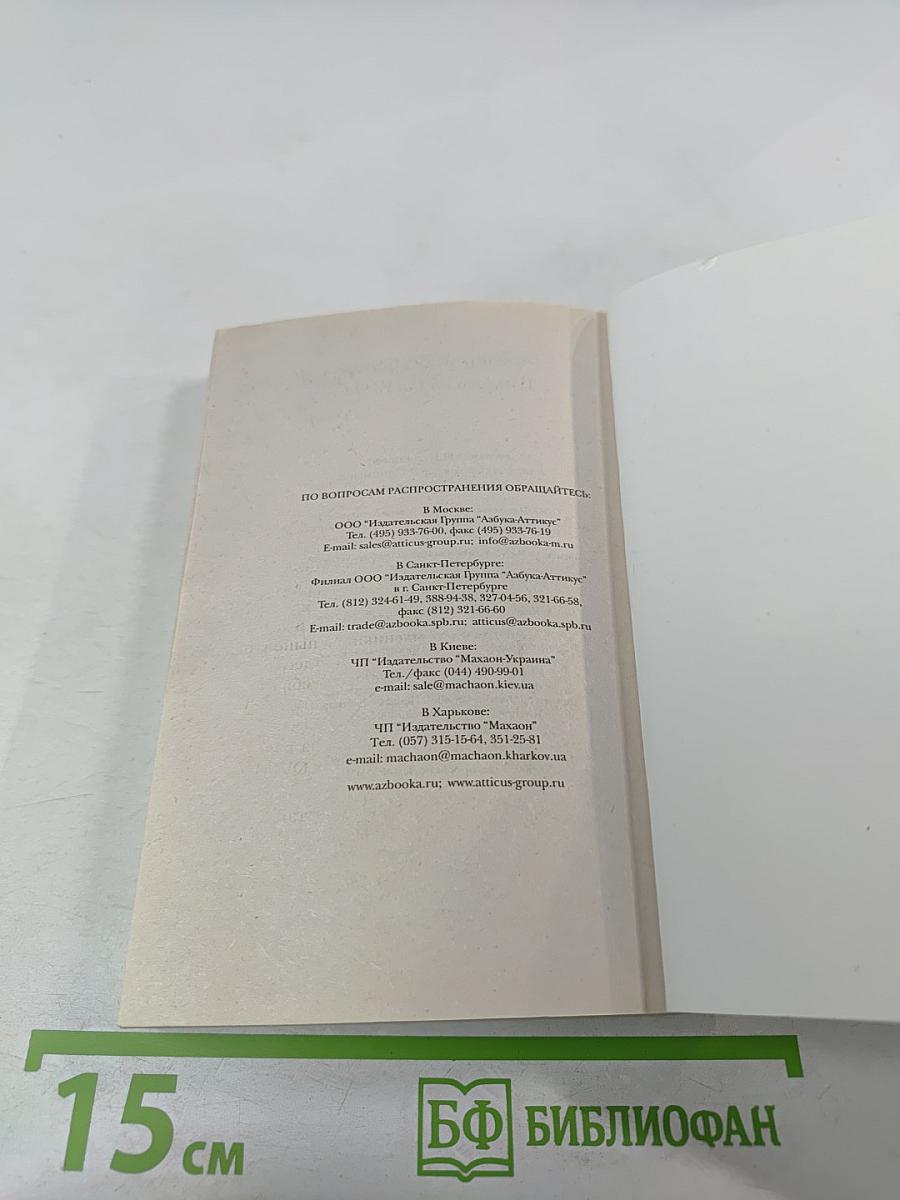 ПО ВОПРОСАМ РАСПРОСТРАНЕНИЯ ОБРАЩАЙТЕСЬ:
В Москве:
ООО "Издательская Группа "Азбука-Аттикус"
Тел. (495) 933-76-00, факс (495) 933-76-19
E-mail: sales@atticus-group.ru; info@azbooka-m.ru
В Санкт-Петербурге:
Филиал ООО "Издательская Группа "Азбука-Аттикус"
в г. Санкт-Петербурге
Тел. (812) 324-61-49, 388-94-38, 327-04-56, 321-66-58,
факс (812) 321-66-60
E-mail: trade@azbooka.spb.ru; atticus@azbooka.spb.ru
В Киеве:
ЧП "Издательство "Махаон-Украина"
Тел./факс (044) 490-99-01
e-mail: sale@machaon.kiev.ua
В Харькове:
ЧП "Издательство "Махаон"
Тел. (057) 315-15-64, 351-25-81
e-mail: machaon@machaon.kharkov.ua
www.azbooka.ru; www.atticus-group.ru
15 см
БФ БИБЛИОФАН